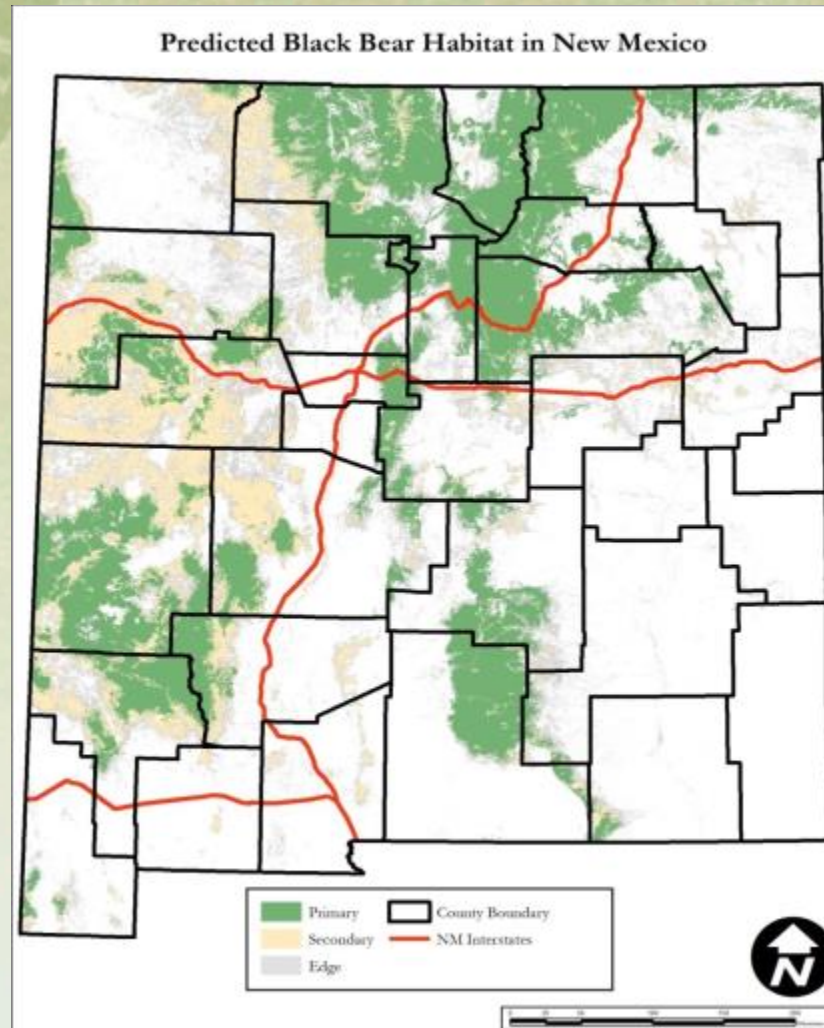 Predicted Black Bear Habitat in New Mexico
Primary
County Boundary
Secondary
NM Interstates
Edge
N